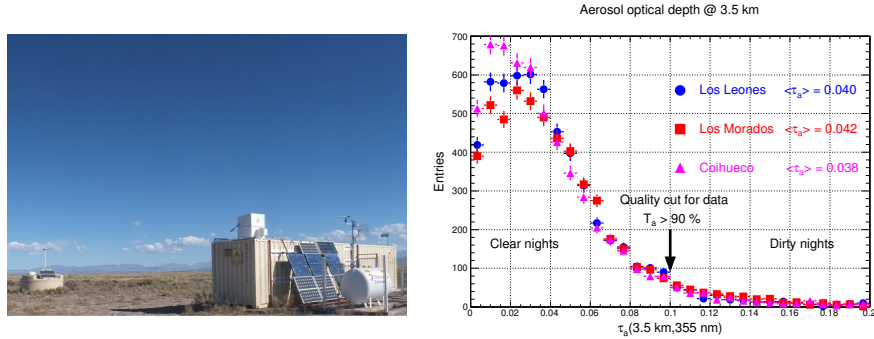 Aerosol optical depth @ 3.5 km
Entries
700
600
500
400
300
200
100
0
Los Leones <τₐ> = 0.040
Los Morados <τₐ> = 0.042
Coihueco <τₐ> = 0.038
Quality cut for data
Tₐ > 90 %
Clear nights
Dirty nights
0 0.02 0.04 0.06 0.08 0.1 0.12 0.14 0.16 0.18 0.2
τₐ(3.5 km,355 nm)